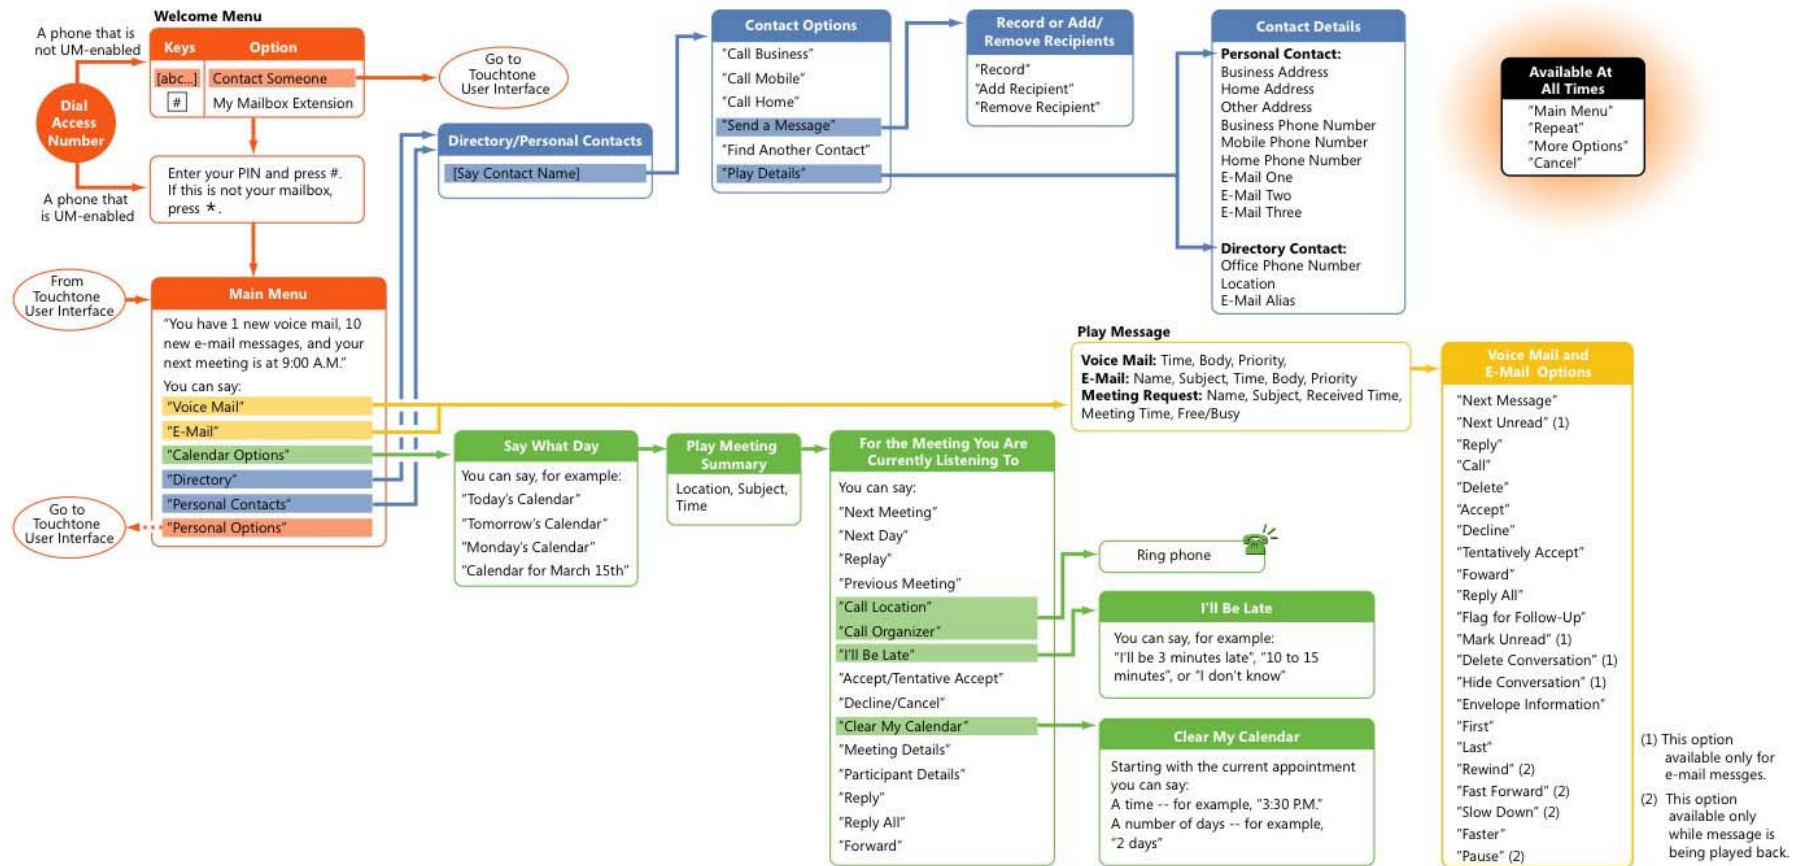 Welcome Menu
A phone that is
not UM-enabled
Keys Option
[abc...] Contact Someone
# My Mailbox Extension
Go to
Touchtone
User Interface
Dial
Access
Number
Enter your PIN and press #.
If this is not your mailbox,
press *.
A phone that
is UM-enabled
From
Touchtone
User Interface
Main Menu
"You have 1 new voice mail, 10
new e-mail messages, and your
next meeting is at 9:00 A.M."
You can say:
"Voice Mail"
"E-Mail"
"Calendar Options"
"Directory"
"Personal Contacts"
"Personal Options"
Go to
Touchtone
User Interface
Directory/Personal Contacts
[Say Contact Name]
Contact Options
"Call Business"
"Call Mobile"
"Call Home"
"Send a Message"
"Find Another Contact"
"Play Details"
Record or Add/
Remove Recipients
"Record"
"Add Recipient"
"Remove Recipient"
Contact Details
Personal Contact:
Business Address
Home Address
Other Address
Business Phone Number
Mobile Phone Number
Home Phone Number
E-Mail One
E-Mail Two
E-Mail Three
Directory Contact:
Office Phone Number
Location
E-Mail Alias
Available At
All Times
"Main Menu"
"Repeat"
"More Options"
"Cancel"
Play Message
Voice Mail: Time, Body, Priority,
E-Mail: Name, Subject, Time, Body, Priority
Meeting Request: Name, Subject, Received Time,
Meeting Time, Free/Busy
Voice Mail and
E-Mail Options
"Next Message"
"Next Unread" (1)
"Reply"
"Call"
"Delete"
"Accept"
"Decline"
"Tentatively Accept"
"Foward"
"Reply All"
"Flag for Follow-Up"
"Mark Unread" (1)
"Delete Conversation" (1)
"Hide Conversation" (1)
"Envelope Information"
"First"
"Last"
"Rewind" (2)
"Fast Forward" (2)
"Slow Down" (2)
"Faster"
"Pause" (2)
(1) This option
available only for
e-mail messges.
(2) This option
available only
while message is
being played back.
Say What Day
You can say, for example:
"Today's Calendar"
"Tomorrow's Calendar"
"Monday's Calendar"
"Calendar for March 15th"
Play Meeting
Summary
Location, Subject,
Time
For the Meeting You Are
Currently Listening To
You can say:
"Next Meeting"
"Next Day"
"Replay"
"Previous Meeting"
"Call Location"
"Call Organizer"
"I'll Be Late"
"Accept/Tentative Accept"
"Decline/Cancel"
"Clear My Calendar"
"Meeting Details"
"Participant Details"
"Reply"
"Reply All"
"Forward"
Ring phone
I'll Be Late
You can say, for example:
"I'll be 3 minutes late", "10 to 15
minutes", or "I don't know"
Clear My Calendar
Starting with the current appointment
you can say:
A time -- for example, "3:30 P.M."
A number of days -- for example,
"2 days"